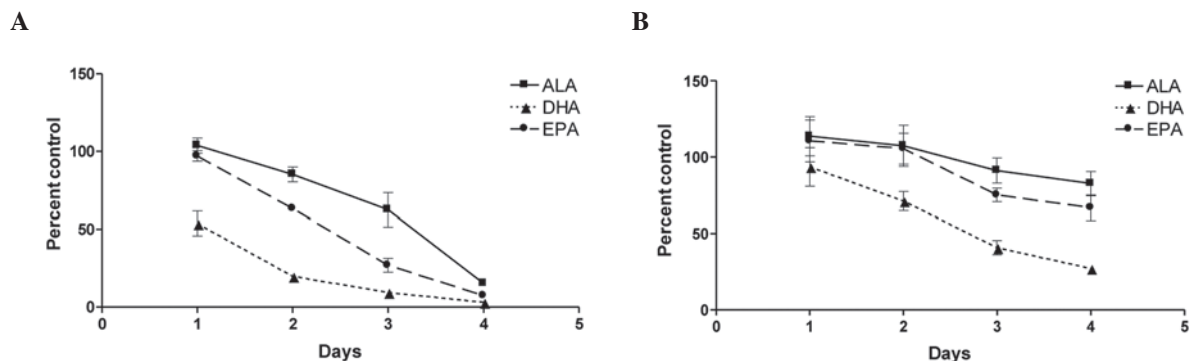 A
150
100
50
0
Percent control
0 1 2 3 4 5
Days
ALA
DHA
EPA
B
150
100
50
0
Percent control
0 1 2 3 4 5
Days
ALA
DHA
EPA